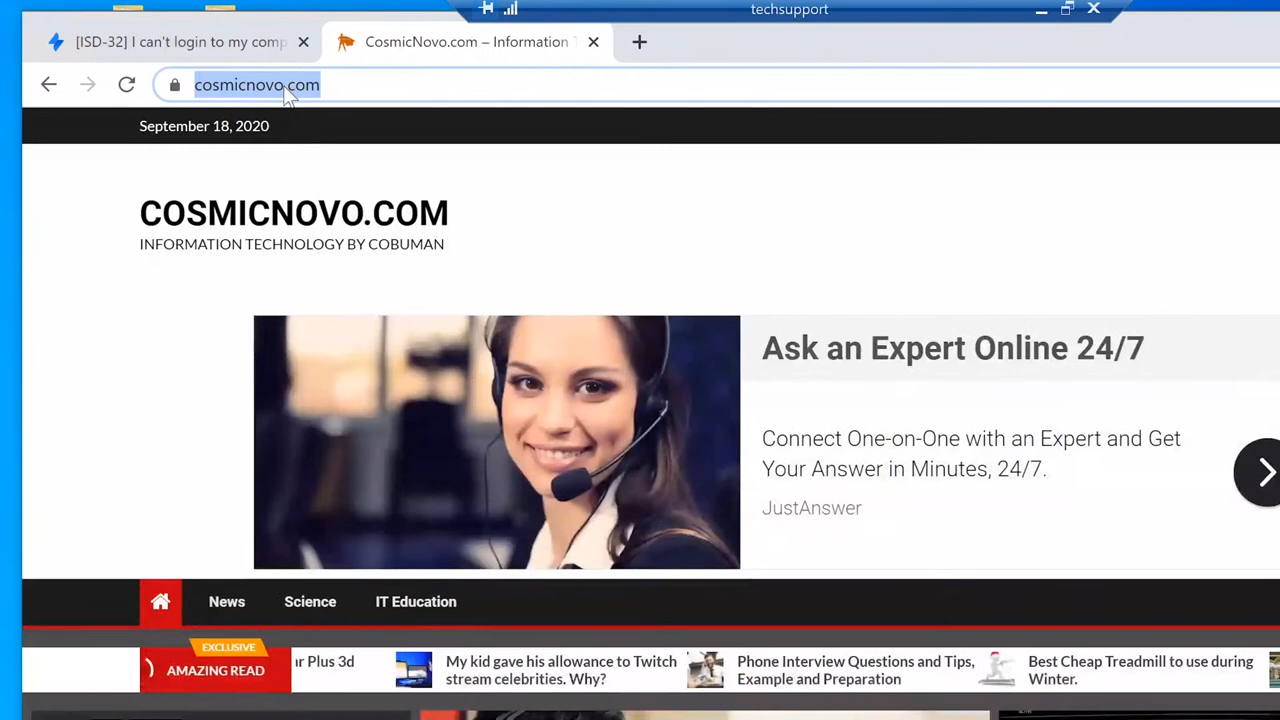 techsupport
[ISD-32] I can't login to my comp
CosmicNovo.com – Information T
cosmicnovo.com
September 18, 2020
COSMICNOVO.COM
INFORMATION TECHNOLOGY BY COBUMAN
Ask an Expert Online 24/7
Connect One-on-One with an Expert and Get
Your Answer in Minutes, 24/7.
JustAnswer
News
Science
IT Education
EXCLUSIVE
AMAZING READ
ar Plus 3d
My kid gave his allowance to Twitch
stream celebrities. Why?
Phone Interview Questions and Tips,
Example and Preparation
Best Cheap Treadmill to use during
Winter.